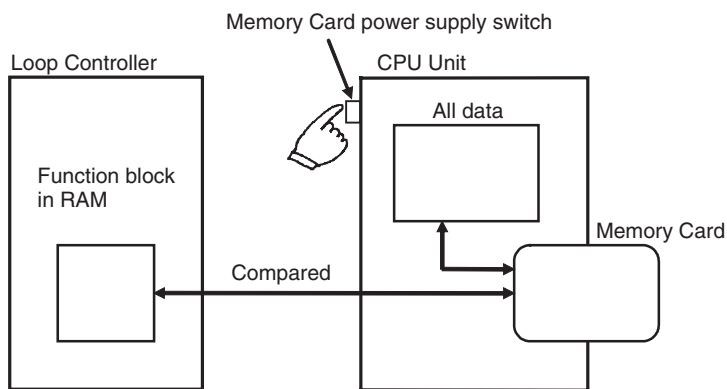 Memory Card power supply switch
Loop Controller
CPU Unit
All data
Function block
in RAM
Memory Card
Compared